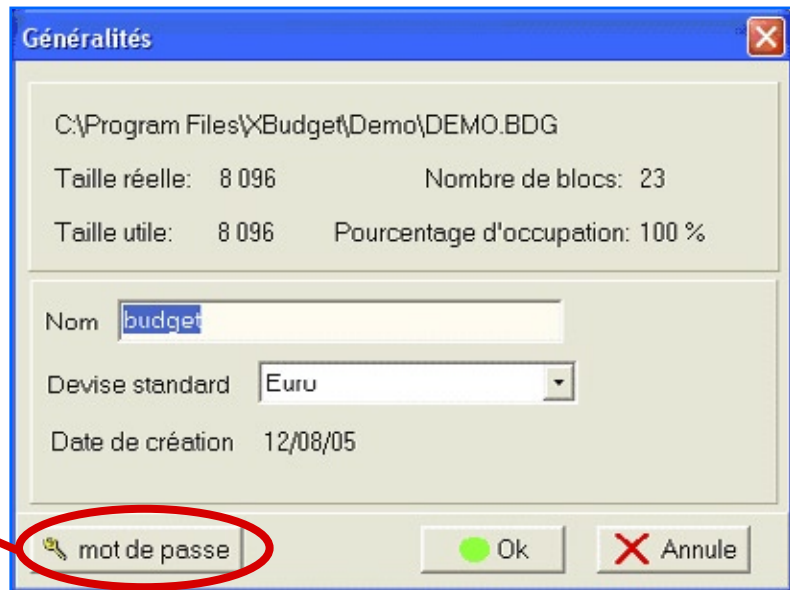 Généralités
C:\Program Files\XBudget\Demo\DEMO.BDG
Taille réelle: 8 096 Nombre de blocs: 23
Taille utile: 8 096 Pourcentage d'occupation: 100 %
Nom budget
Devise standard Euro
Date de création 12/08/05
mot de passe Ok Annule